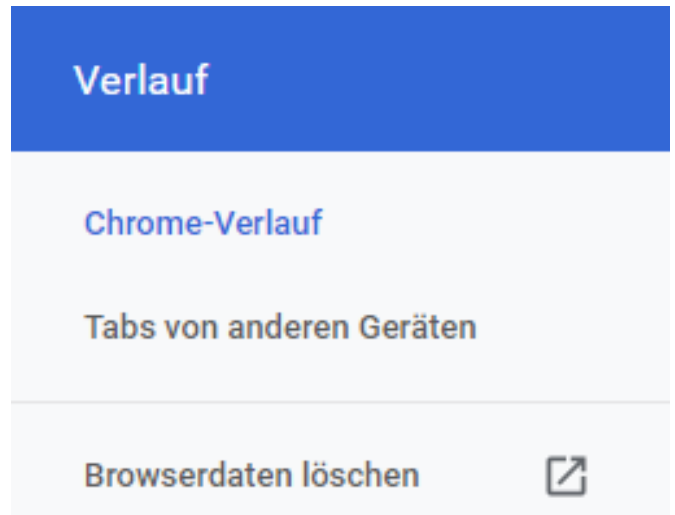 Verlauf
Chrome-Verlauf
Tabs von anderen Geräten
Browserdaten löschen